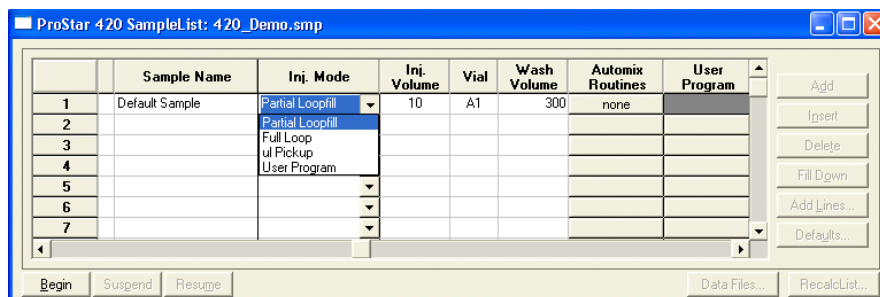 ProStar 420 SampleList: 420_Demo.smp
Sample Name Inj. Mode Inj. Volume Vial Wash Volume Automix Routines User Program
1 Default Sample Partial Loopfill 10 A1 300 none
Partial Loopfill
Full Loop
ul Pickup
User Program
2
3
4
5
6
7
Add
Insert
Delete
Fill Down
Add Lines...
Defaults...
Begin Suspend Resume Data Files... RecalcList...